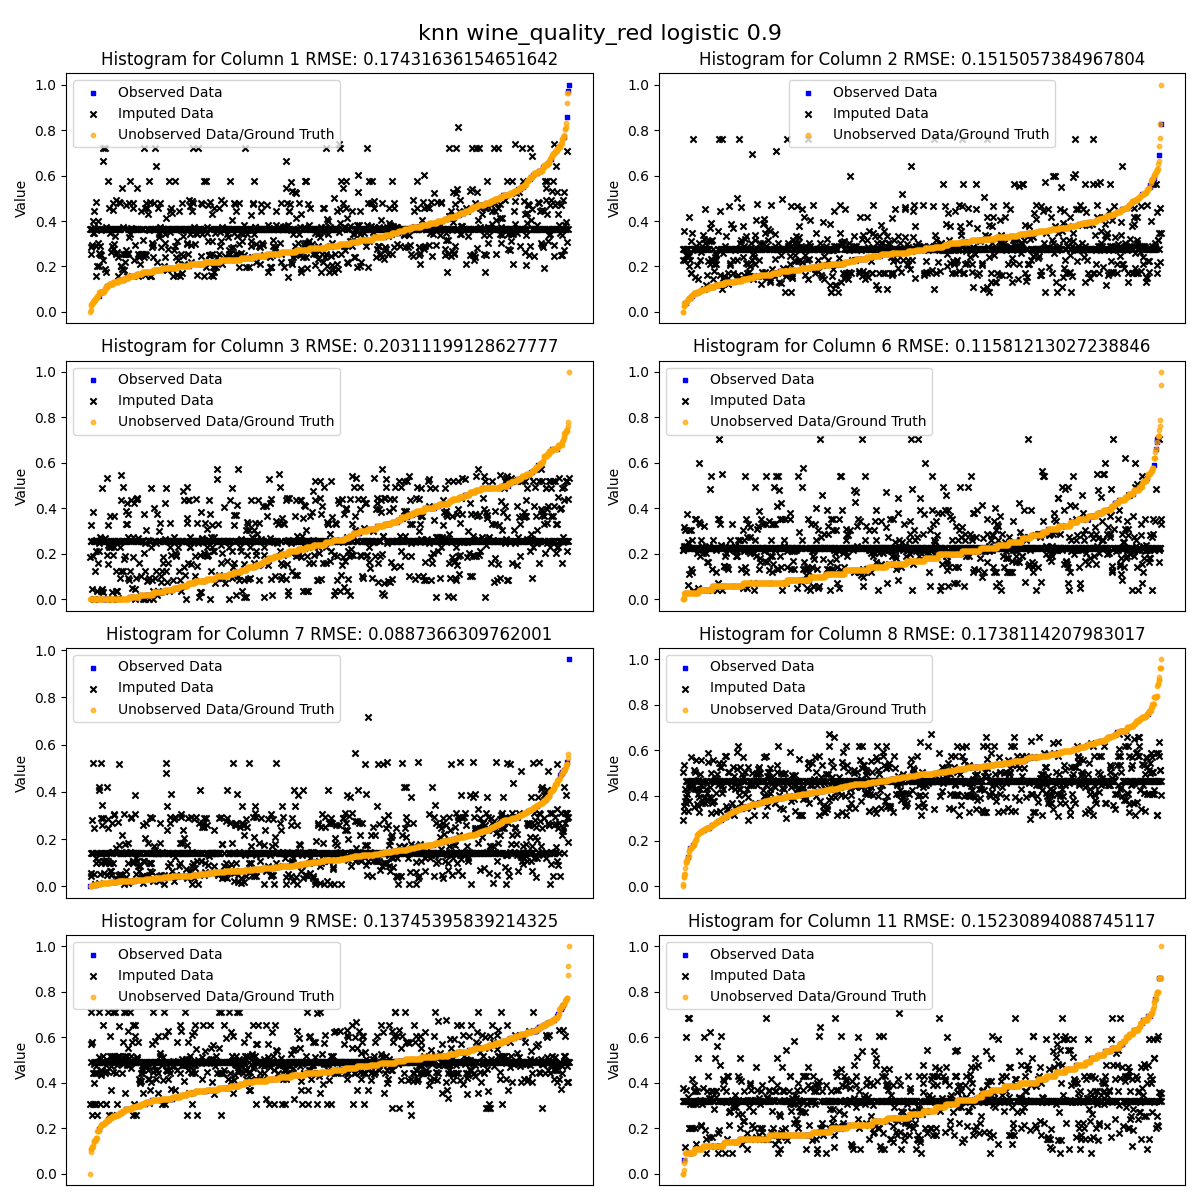 knn wine_quality_red logistic 0.9
Histogram for Column 1 RMSE: 0.17431636154651642
Histogram for Column 2 RMSE: 0.1515057384967804
Value
1.0
0.8
0.6
0.4
0.2
0.0
Observed Data
Imputed Data
Unobserved Data/Ground Truth
Value
1.0
0.8
0.6
0.4
0.2
0.0
Observed Data
Imputed Data
Unobserved Data/Ground Truth
Histogram for Column 3 RMSE: 0.20311199128627777
Histogram for Column 6 RMSE: 0.11581213027238846
Value
1.0
0.8
0.6
0.4
0.2
0.0
Observed Data
Imputed Data
Unobserved Data/Ground Truth
Value
1.0
0.8
0.6
0.4
0.2
0.0
Observed Data
Imputed Data
Unobserved Data/Ground Truth
Histogram for Column 7 RMSE: 0.0887366309762001
Histogram for Column 8 RMSE: 0.1738114207983017
Value
1.0
0.8
0.6
0.4
0.2
0.0
Observed Data
Imputed Data
Unobserved Data/Ground Truth
Value
1.0
0.8
0.6
0.4
0.2
0.0
Observed Data
Imputed Data
Unobserved Data/Ground Truth
Histogram for Column 9 RMSE: 0.13745395839214325
Histogram for Column 11 RMSE: 0.15230894088745117
Value
1.0
0.8
0.6
0.4
0.2
0.0
Observed Data
Imputed Data
Unobserved Data/Ground Truth
Value
1.0
0.8
0.6
0.4
0.2
0.0
Observed Data
Imputed Data
Unobserved Data/Ground Truth